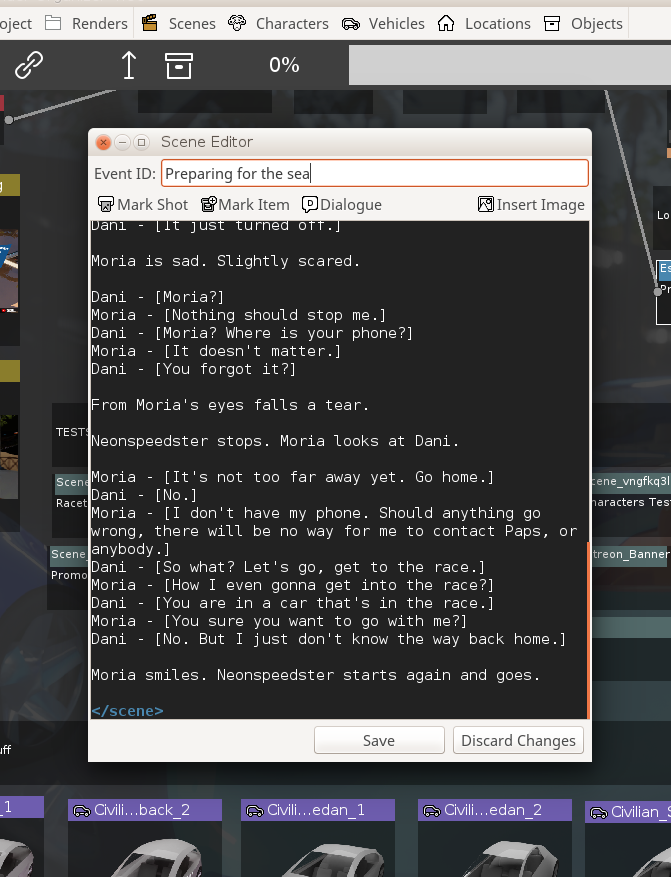 oject Renders Scenes Characters Vehicles Locations Objects
0%
Scene Editor
Event ID: Preparing for the sea
Mark Shot Mark Item Dialogue Insert Image
Dani - [It just turned off.]
Moria is sad. Slightly scared.
Dani - [Moria?]
Moria - [Nothing should stop me.]
Dani - [Moria? Where is your phone?]
Moria - [It doesn't matter.]
Dani - [You forgot it?]
From Moria's eyes falls a tear.
Neonspeedster stops. Moria looks at Dani.
Moria - [It's not too far away yet. Go home.]
Dani - [No.]
Moria - [I don't have my phone. Should anything go
wrong, there will be no way for me to contact Paps, or
anybody.]
Dani - [So what? Let's go, get to the race.]
Moria - [How I even gonna get into the race?]
Dani - [You are in a car that's in the race.]
Moria - [You sure you want to go with me?]
Dani - [No. But I just don't know the way back home.]
Moria smiles. Neonspeedster starts again and goes.
</scene>
Save Discard Changes
g
Lo
Es
Pr
TESTS
Scene
Racet
Scene
Promo
cene_vngfkq3l
haracters Test
treon_Banner
uff
_1
Civili...back_2
Civili...edan_1
Civili...edan_2
Civilian_S